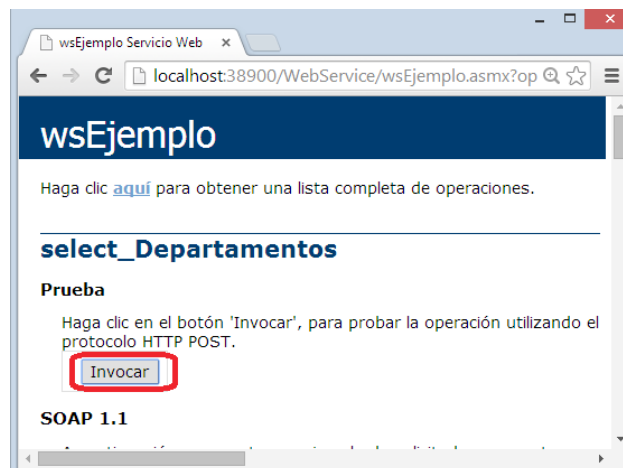 wsEjemplo Servicio Web
localhost:38900/WebService/wsEjemplo.asmx?op
wsEjemplo
Haga clic aquí para obtener una lista completa de operaciones.
select_Departamentos
Prueba
Haga clic en el botón 'Invocar', para probar la operación utilizando el
protocolo HTTP POST.
Invocar
SOAP 1.1